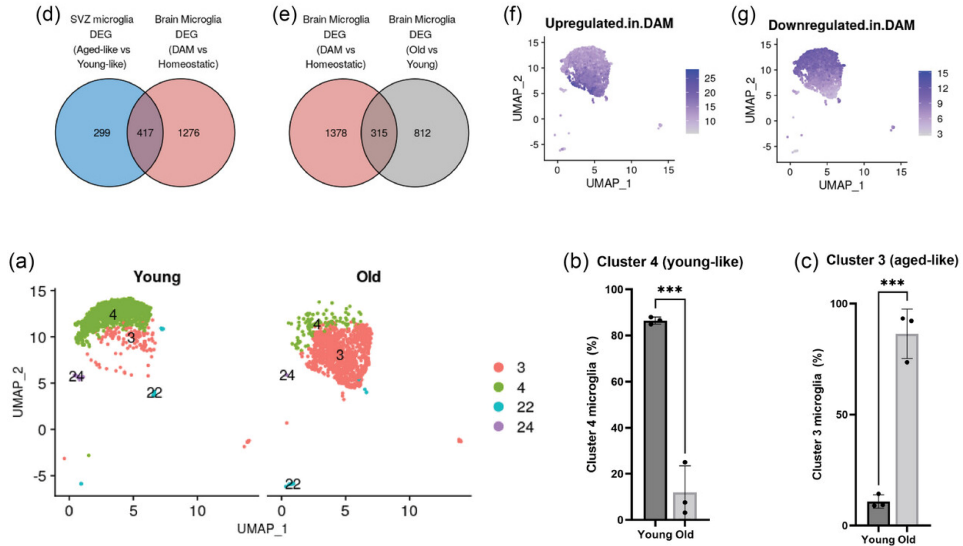 (d)
SVZ microglia
DEG
(Aged-like vs
Young-like)
Brain Microglia
DEG
(DAM vs
Homeostatic)
299
417
1276
(e)
Brain Microglia
DEG
(DAM vs
Homeostatic)
Brain Microglia
DEG
(Old vs
Young)
1378
315
812
(f)
Upregulated.in.DAM
UMAP_2
15
10
5
0
-5
0
5
10
15
UMAP_1
25
20
15
10
(g)
Downregulated.in.DAM
UMAP_2
15
10
5
0
-5
0
5
10
15
UMAP_1
15
12
9
6
3
(a)
Young
Old
UMAP_2
15
10
5
0
-5
4
3
24
22
4
3
24
22
0
5
10
0
5
10
UMAP_1
3
4
22
24
(b)
Cluster 4 (young-like)
***
Cluster 4 microglia (%)
100
80
60
40
20
0
Young Old
(c)
Cluster 3 (aged-like)
***
Cluster 3 microglia (%)
100
50
0
Young Old